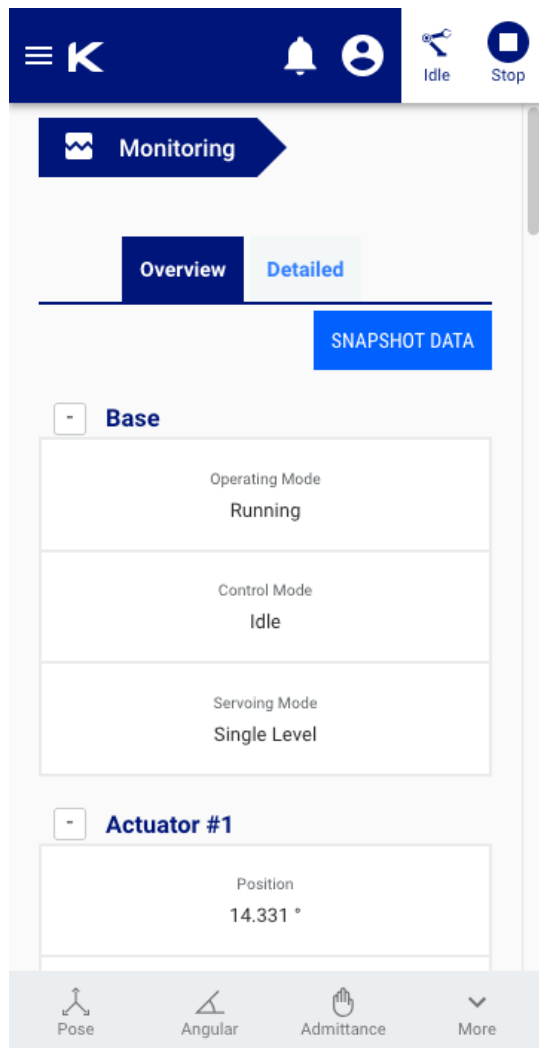 K
Idle
Stop
Monitoring
Overview
Detailed
SNAPSHOT DATA
- Base
Operating Mode
Running
Control Mode
Idle
Servoing Mode
Single Level
- Actuator #1
Position
14.331 °
Pose
Angular
Admittance
More